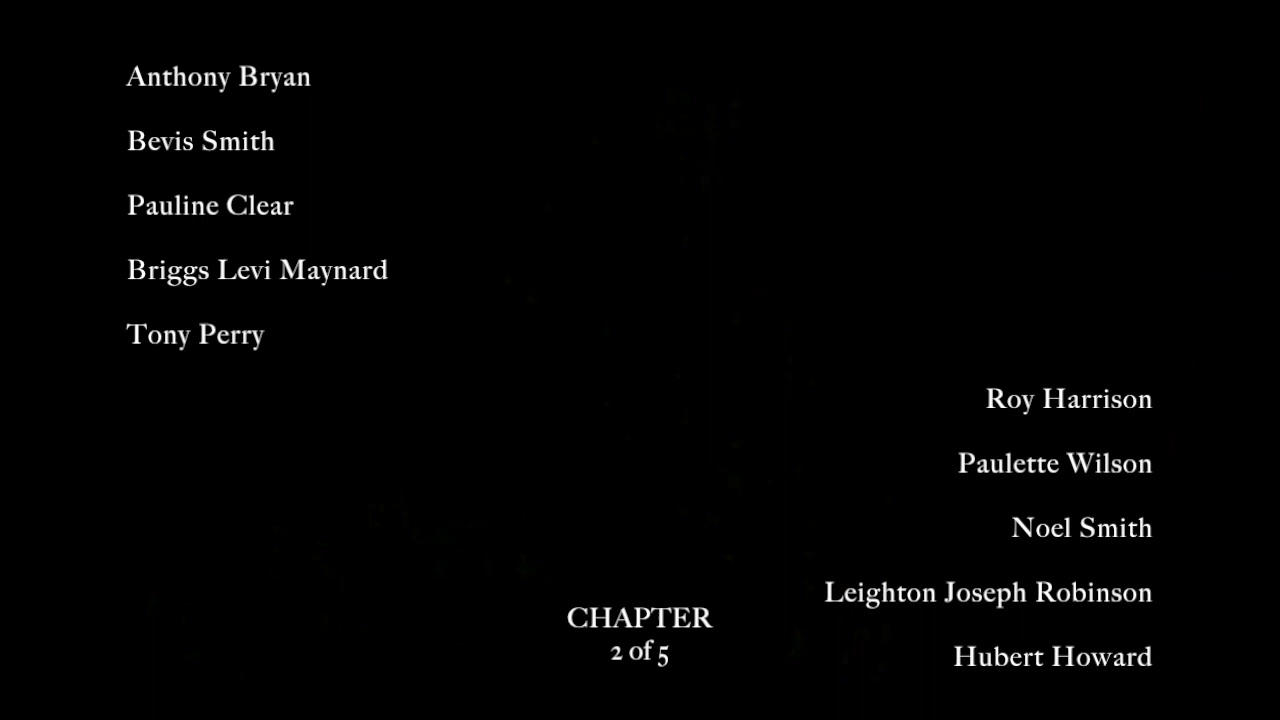 Anthony Bryan
Bevis Smith
Pauline Clear
Briggs Levi Maynard
Tony Perry
Roy Harrison
Paulette Wilson
Noel Smith
Leighton Joseph Robinson
Hubert Howard
CHAPTER
2 of 5